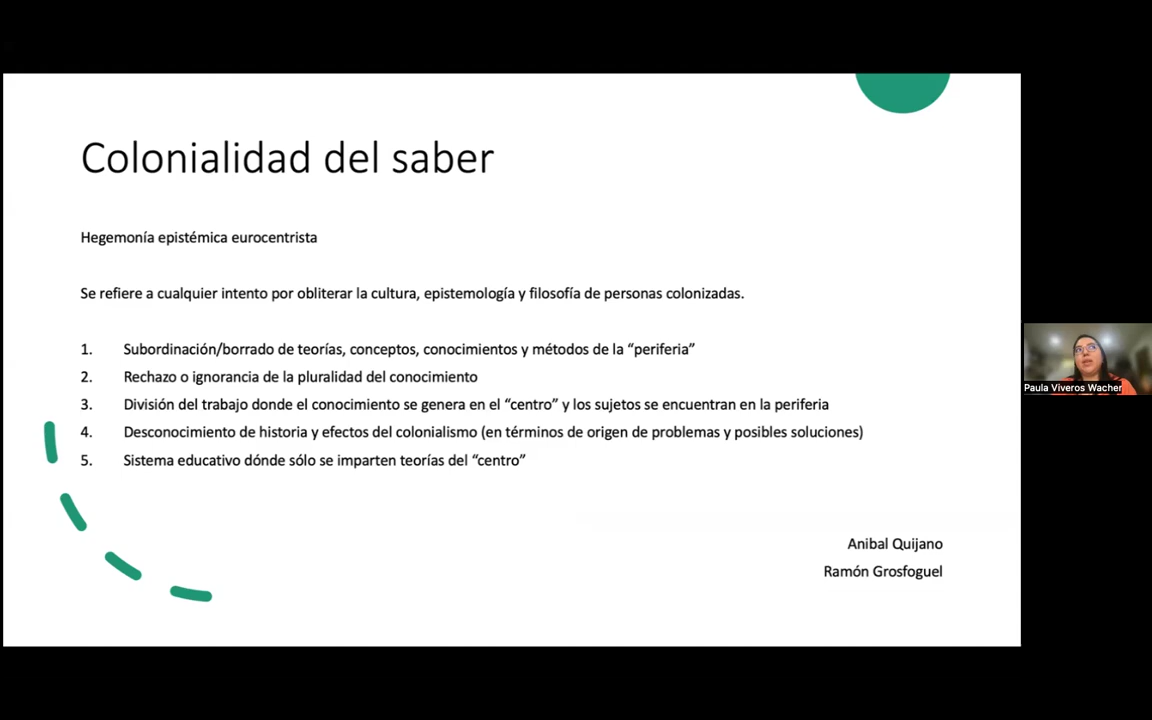 Colonialidad del saber
Hegemonía epistémica eurocentrista
Se refiere a cualquier intento por obliterar la cultura, epistemología y filosofía de personas colonizadas.
1. Subordinación/borrado de teorías, conceptos, conocimientos y métodos de la “periferia”
2. Rechazo o ignorancia de la pluralidad del conocimiento
3. División del trabajo donde el conocimiento se genera en el “centro” y los sujetos se encuentran en la periferia
4. Desconocimiento de historia y efectos del colonialismo (en términos de origen de problemas y posibles soluciones)
5. Sistema educativo dónde sólo se imparten teorías del “centro”
Anibal Quijano
Ramón Grosfoguel
Paula Viveros Wacher